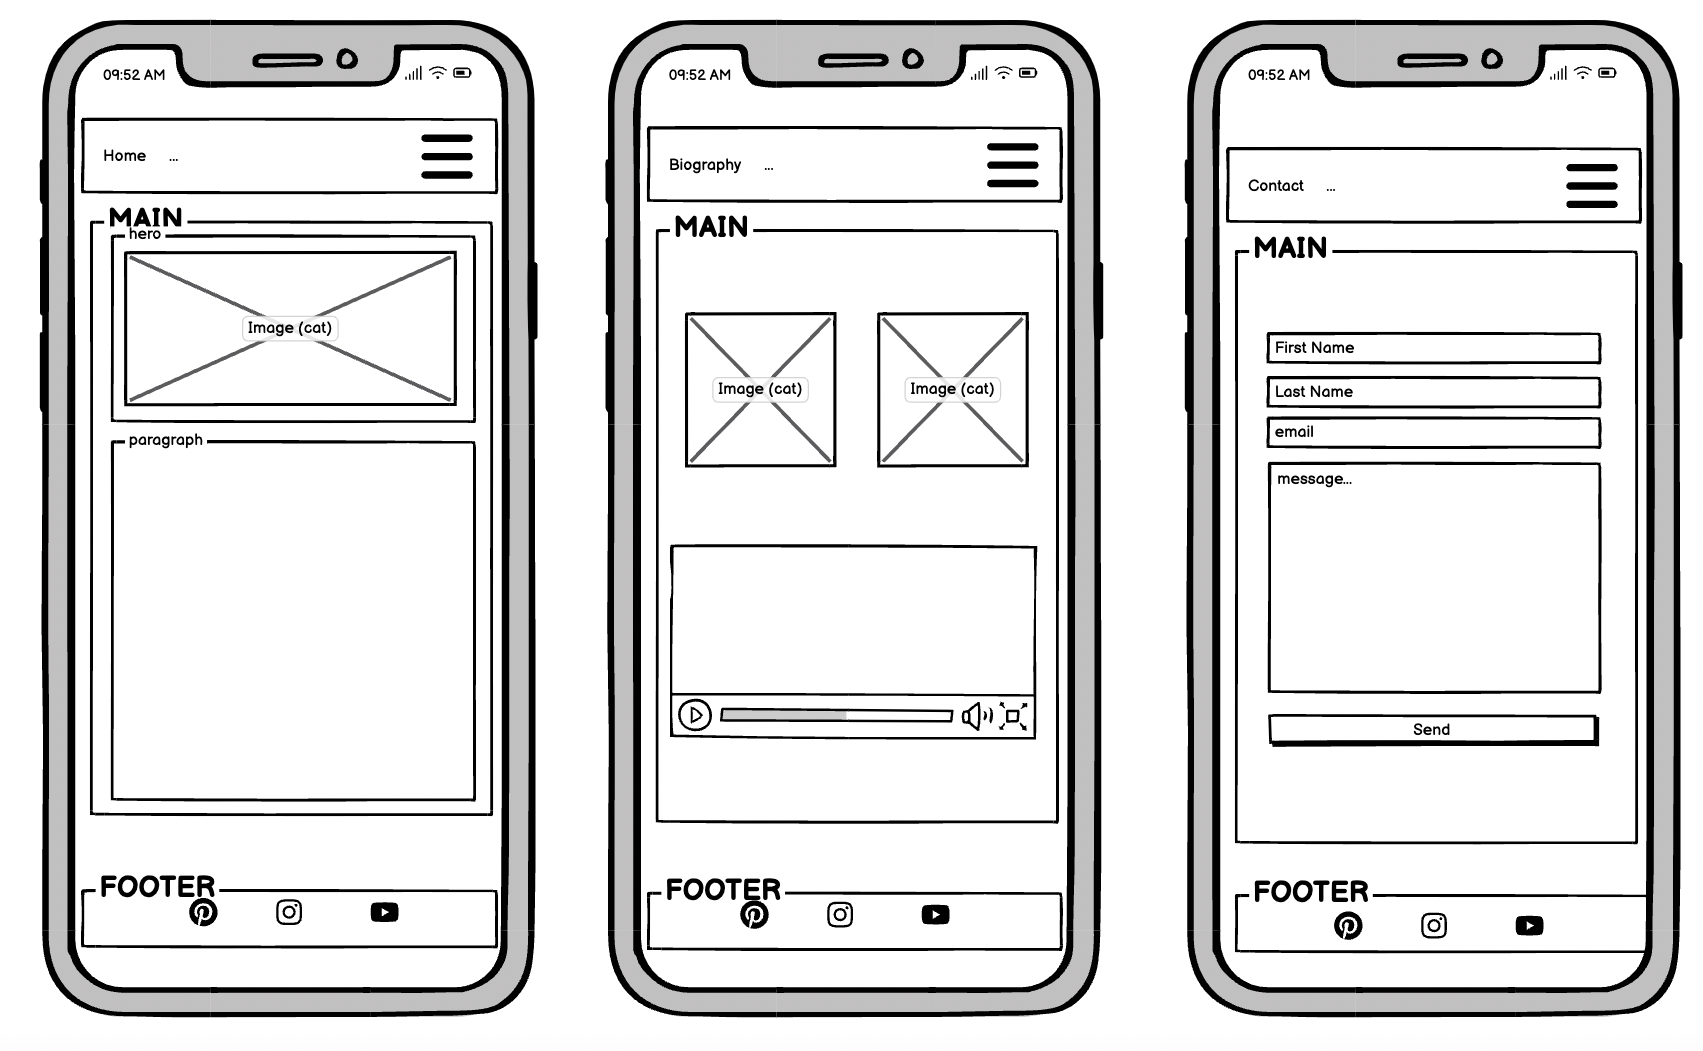 09:52 AM
Home ...
MAIN
hero
Image (cat)
paragraph
FOOTER
09:52 AM
Biography ...
MAIN
Image (cat) Image (cat)
FOOTER
09:52 AM
Contact ...
MAIN
First Name
Last Name
email
message...
Send
FOOTER